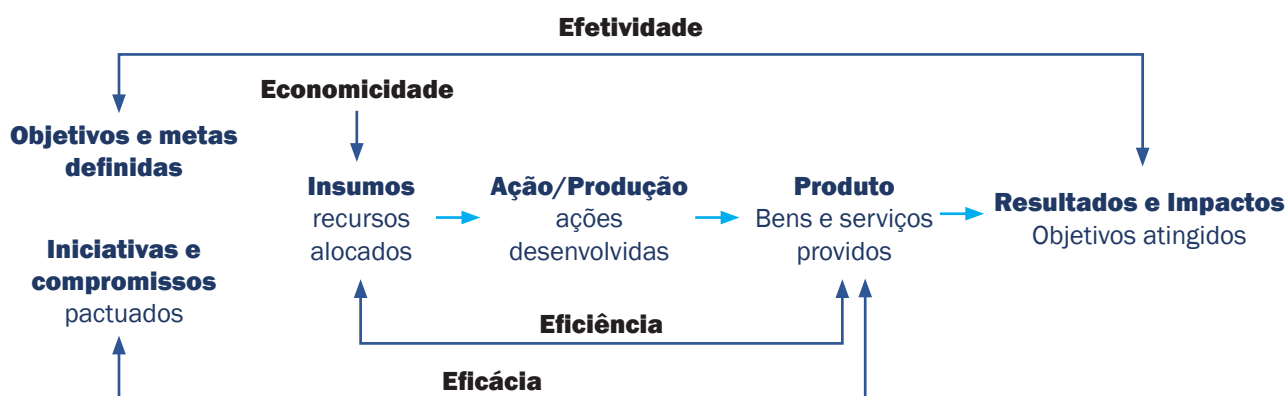 Efetividade
Economicidade
Objetivos e metas
definidas
Iniciativas e
compromissos
pactuados
Insumos
recursos
alocados
Ação/Produção
ações
desenvolvidas
Produto
Bens e serviços
providos
Resultados e Impactos
Objetivos atingidos
Eficiência
Eficácia